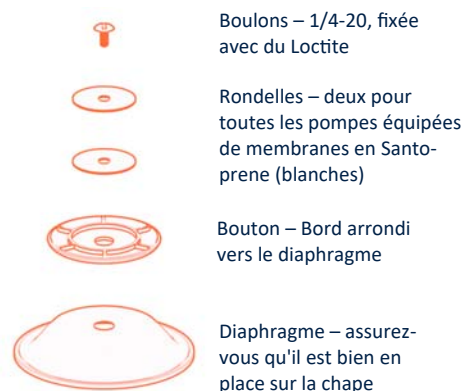 Boulons – 1/4-20, fixée
avec du Loctite
Rondelles – deux pour
toutes les pompes équipées
de membranes en Santo-
prene (blanches)
Bouton – Bord arrondi
vers le diaphragme
Diaphragme – assurez-
vous qu'il est bien en
place sur la chape